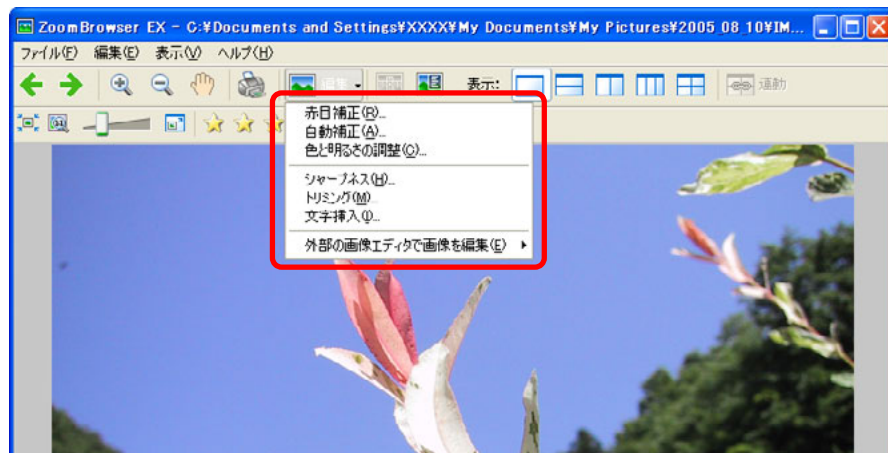 ZoomBrowser EX - C:¥Documents and Settings¥XXXX¥My Documents¥My Pictures¥2005_08_10¥IM...
ファイル(F) 編集(E) 表示(V) ヘルプ(H)
編集 表示: 連動
赤目補正(R)...
自動補正(A)...
色と明るさの調整(C)...
シャープネス(H)...
トリミング(M)...
文字挿入(I)...
外部の画像エディタで画像を編集(E)